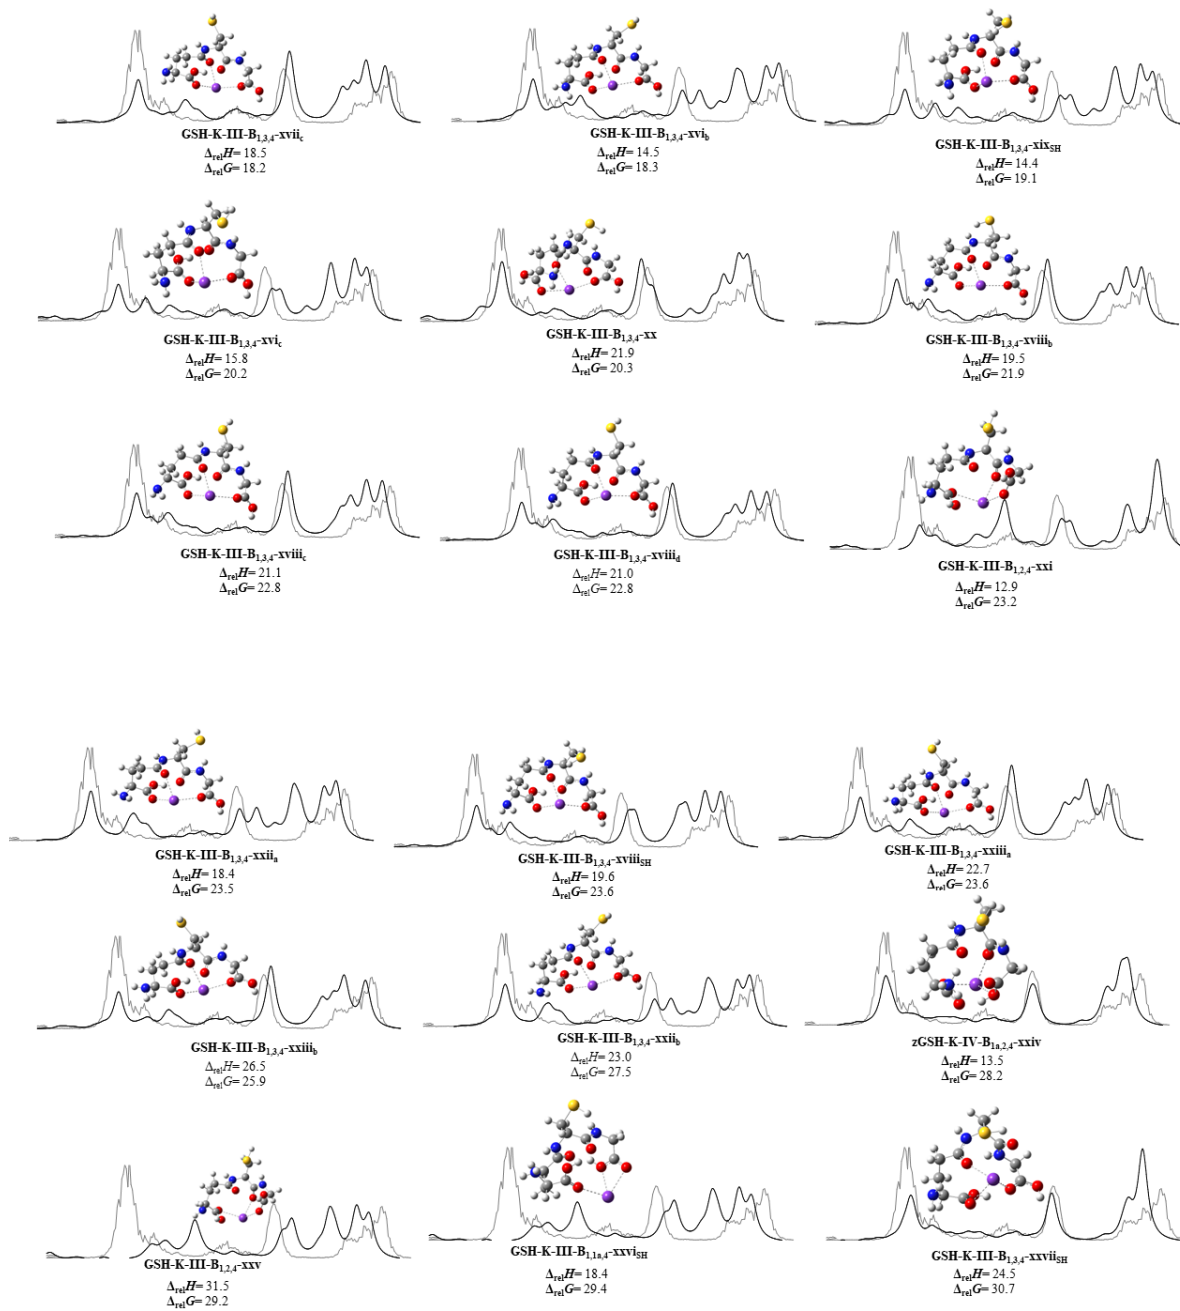 GSH-K-III-B1,3,4-xviic
ΔrelH= 18.5
ΔrelG= 18.2
GSH-K-III-B1,3,4-xvib
ΔrelH= 14.5
ΔrelG= 18.3
GSH-K-III-B1,3,4-xixSH
ΔrelH= 14.4
ΔrelG= 19.1
GSH-K-III-B1,3,4-xvic
ΔrelH= 15.8
ΔrelG= 20.2
GSH-K-III-B1,3,4-xx
ΔrelH= 21.9
ΔrelG= 20.3
GSH-K-III-B1,3,4-xviiib
ΔrelH= 19.5
ΔrelG= 21.9
GSH-K-III-B1,3,4-xviiic
ΔrelH= 21.1
ΔrelG= 22.8
GSH-K-III-B1,3,4-xviiid
ΔrelH= 21.0
ΔrelG= 22.8
GSH-K-III-B1,2,4-xxi
ΔrelH= 12.9
ΔrelG= 23.2
GSH-K-III-B1,3,4-xxiia
ΔrelH= 18.4
ΔrelG= 23.5
GSH-K-III-B1,3,4-xviiiSH
ΔrelH= 19.6
ΔrelG= 23.6
GSH-K-III-B1,3,4-xxiiia
ΔrelH= 22.7
ΔrelG= 23.6
GSH-K-III-B1,3,4-xxiiib
ΔrelH= 26.5
ΔrelG= 25.9
GSH-K-III-B1,3,4-xxiib
ΔrelH= 23.0
ΔrelG= 27.5
zGSH-K-IV-B1a,2,4-xxiv
ΔrelH= 13.5
ΔrelG= 28.2
GSH-K-III-B1,2,4-xxv
ΔrelH= 31.5
ΔrelG= 29.2
GSH-K-III-B1,1a,4-xxviSH
ΔrelH= 18.4
ΔrelG= 29.4
GSH-K-III-B1,3,4-xxviiSH
ΔrelH= 24.5
ΔrelG= 30.7